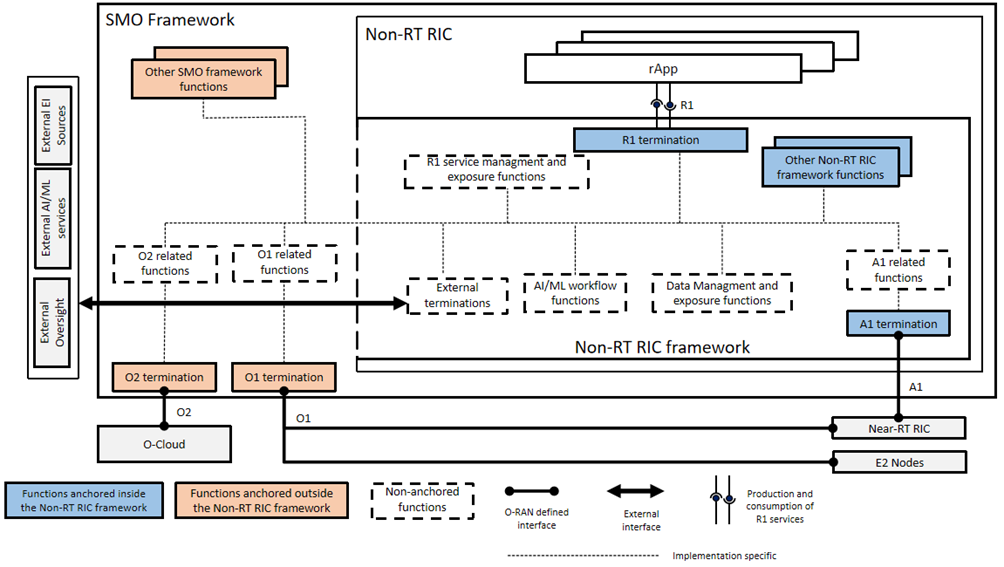 SMO Framework
Non-RT RIC
rApp
Other SMO framework
functions
R1
External EI
Sources
R1 termination
R1 service managment and
exposure functions
Other Non-RT RIC
framework functions
External AI/ML
services
O2 related
functions
O1 related
functions
A1 related
functions
External
terminations
AI/ML workflow
functions
Data Managment and
exposure functions
External
Oversight
A1 termination
Non-RT RIC framework
O2 termination
O1 termination
A1
O2
O1
Near-RT RIC
O-Cloud
E2 Nodes
Functions anchored inside
the Non-RT RIC framework
Functions anchored outside
the Non-RT RIC framework
Non-anchored
functions
O-RAN defined
interface
External
interface
Production and
consumption of
R1 services
Implementation specific